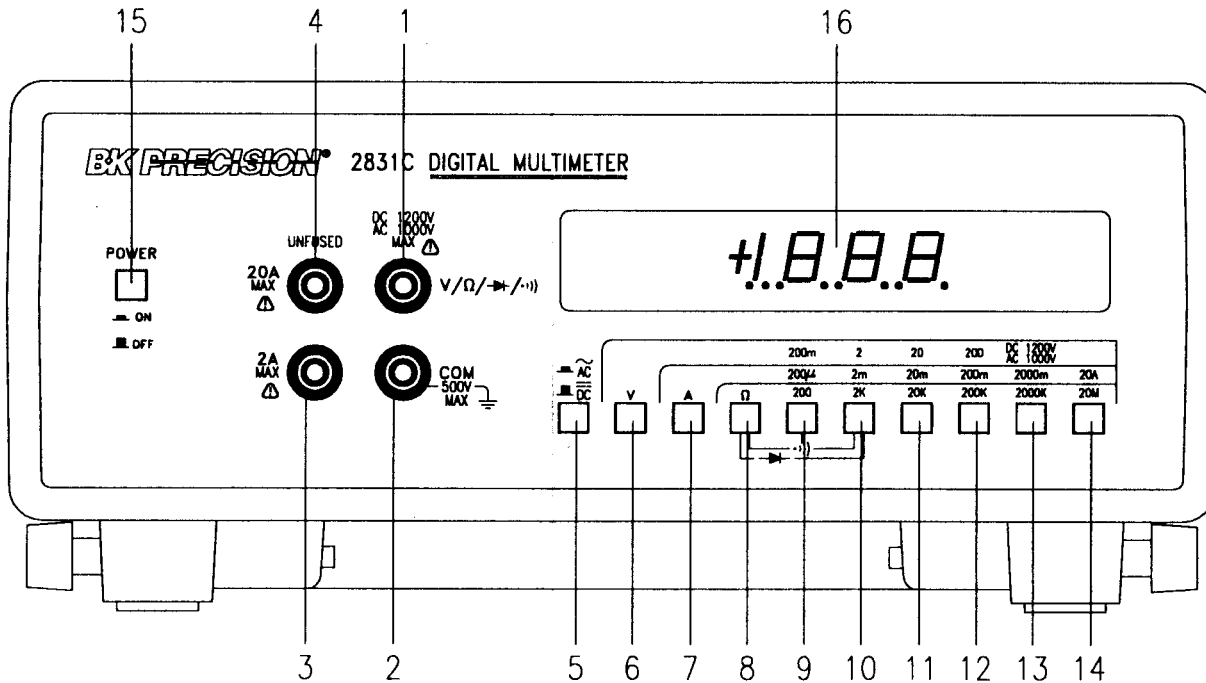 15 4 1 16
BK PRECISION 2831C DIGITAL MULTIMETER
DC 1200V
AC 1000V
MAX
UNFUSED
POWER
20A
MAX
V/Ω/ /
ON
OFF
2A
MAX
COM
500V
MAX
+1.8.8.8.
AC
DC
200m 2 20 200 DC 1200V
AC 1000V
200µ 2m 20m 200m 2000m 20A
V A Ω 200 2K 20K 200K 2000K 20M
3 2 5 6 7 8 9 10 11 12 13 14